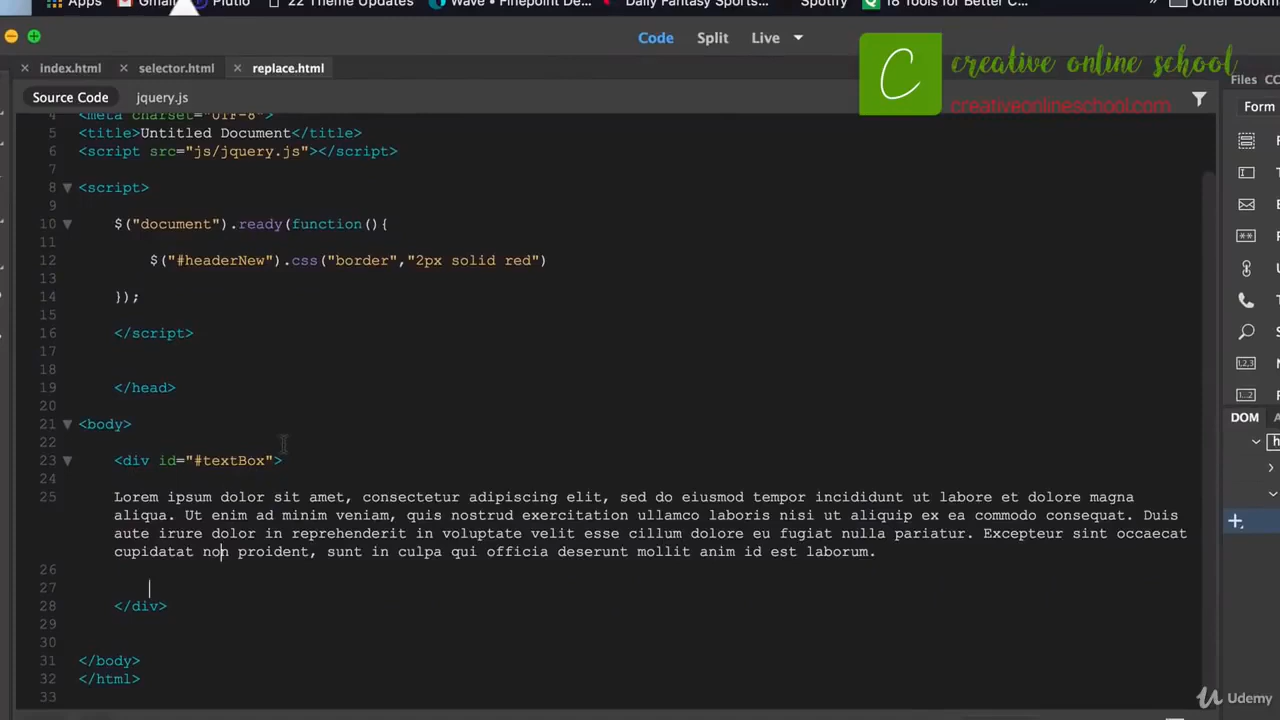 Apps Gmail Plutio 22 Theme Updates Wave • Finepoint De... Daily Fantasy Sports... Spotify 18 Tools for Better C... » Other Bookm
Code Split Live
creative online school
creativeonlineschool.com
C
× index.html × selector.html × replace.html
Files CC
Source Code jquery.js
Form
4 <meta charset="UTF-8">
5 <title>Untitled Document</title>
6 <script src="js/jquery.js"></script>
7
8 <script>
9
10 $("document").ready(function(){
11
12 $("#headerNew").css("border","2px solid red")
13
14 });
15
16 </script>
17
18
19 </head>
20
21 <body>
22
23 <div id="#textBox">
24
25 Lorem ipsum dolor sit amet, consectetur adipiscing elit, sed do eiusmod tempor incididunt ut labore et dolore magna
aliqua. Ut enim ad minim veniam, quis nostrud exercitation ullamco laboris nisi ut aliquip ex ea commodo consequat. Duis
aute irure dolor in reprehenderit in voluptate velit esse cillum dolore eu fugiat nulla pariatur. Excepteur sint occaecat
cupidatat non proident, sunt in culpa qui officia deserunt mollit anim id est laborum.
26
27
28 </div>
29
30
31 </body>
32 </html>
33
DOM
Udemy